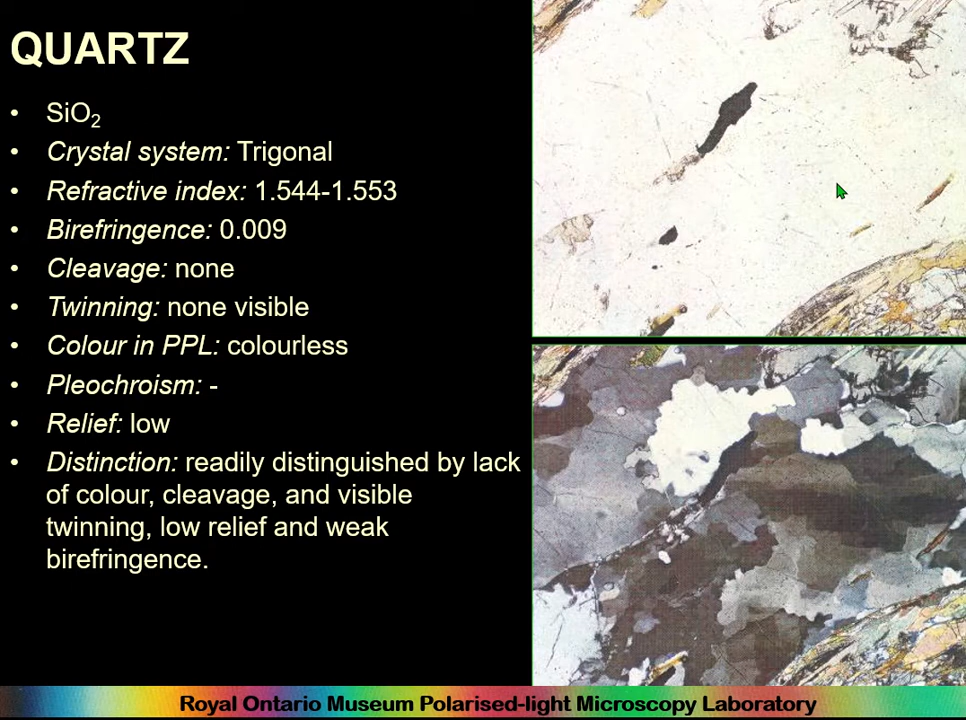 QUARTZ
• SiO₂
• Crystal system: Trigonal
• Refractive index: 1.544-1.553
• Birefringence: 0.009
• Cleavage: none
• Twinning: none visible
• Colour in PPL: colourless
• Pleochroism: -
• Relief: low
• Distinction: readily distinguished by lack
of colour, cleavage, and visible
twinning, low relief and weak
birefringence.
Royal Ontario Museum Polarised-light Microscopy Laboratory